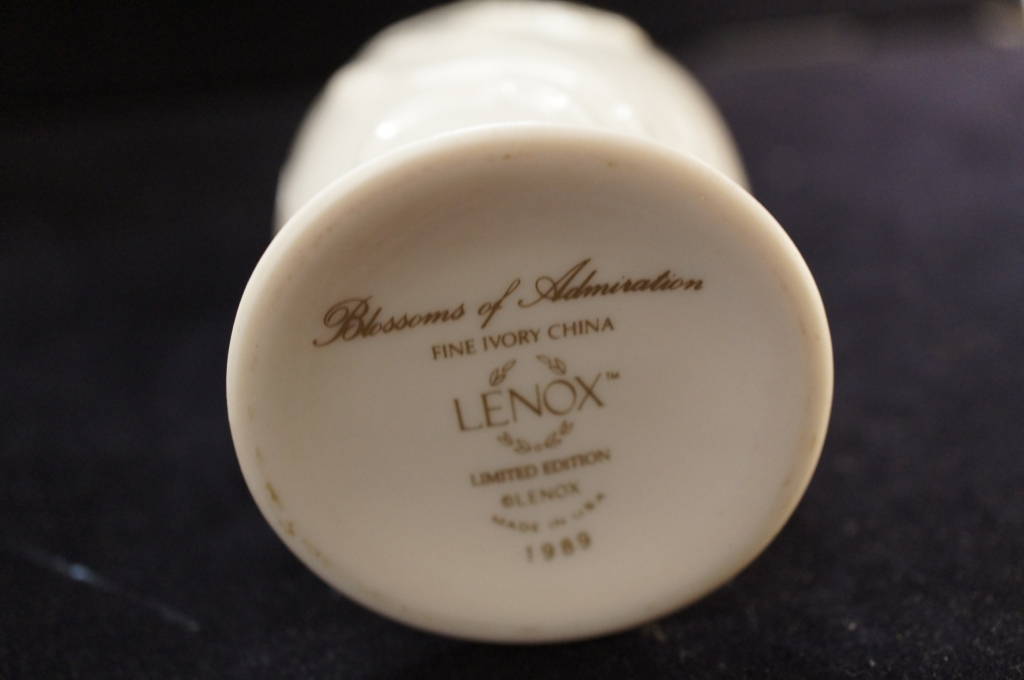 Blossoms of Admiration
FINE IVORY CHINA
LENOX™
LIMITED EDITION
©LENOX
MADE IN USA
1989